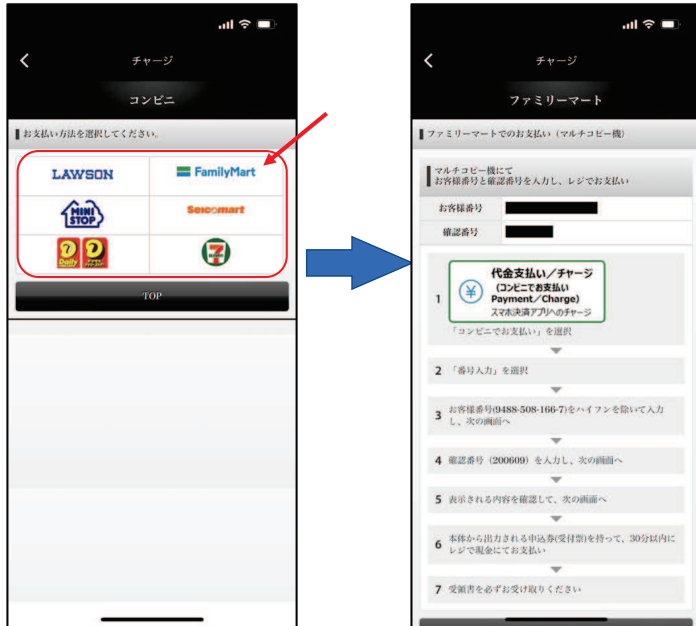 チャージ
コンビニ
お支払い方法を選択してください。
LAWSON
FamilyMart
MINI
STOP
Seicomart
Daily
7
TOP
チャージ
ファミリーマート
ファミリーマートでのお支払い（マルチコピー機）
マルチコピー機にて
お客様番号と確認番号を入力し、レジでお支払い
お客様番号
確認番号
1
代金支払い／チャージ
(コンビニでお支払い
Payment／Charge)
スマホ決済アプリへのチャージ
「コンビニでお支払い」を選択
2 「番号入力」を選択
3 お客様番号(9488-508-166-7)をハイフンを除いて入力
し、次の画面へ
4 確認番号（200609）を入力し、次の画面へ
5 表示される内容を確認して、次の画面へ
6 本体から出力される申込券(受付票)を持って、30分以内に
レジで現金にてお支払い
7 受領書を必ずお受け取りください